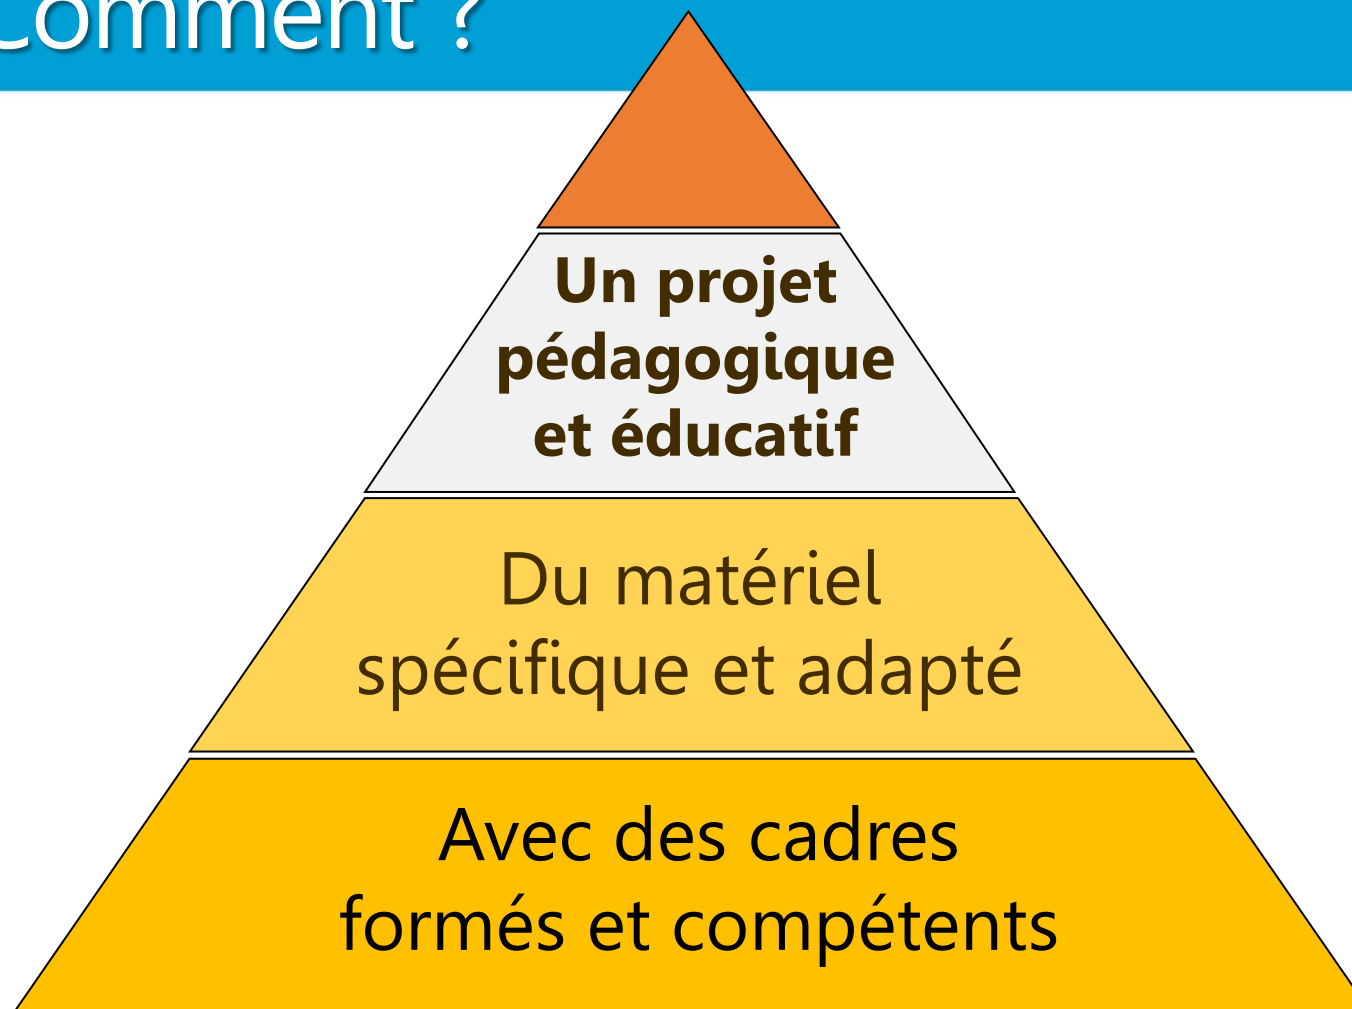 Comment ?
Un projet
pédagogique
et éducatif
Du matériel
spécifique et adapté
Avec des cadres
formés et compétents